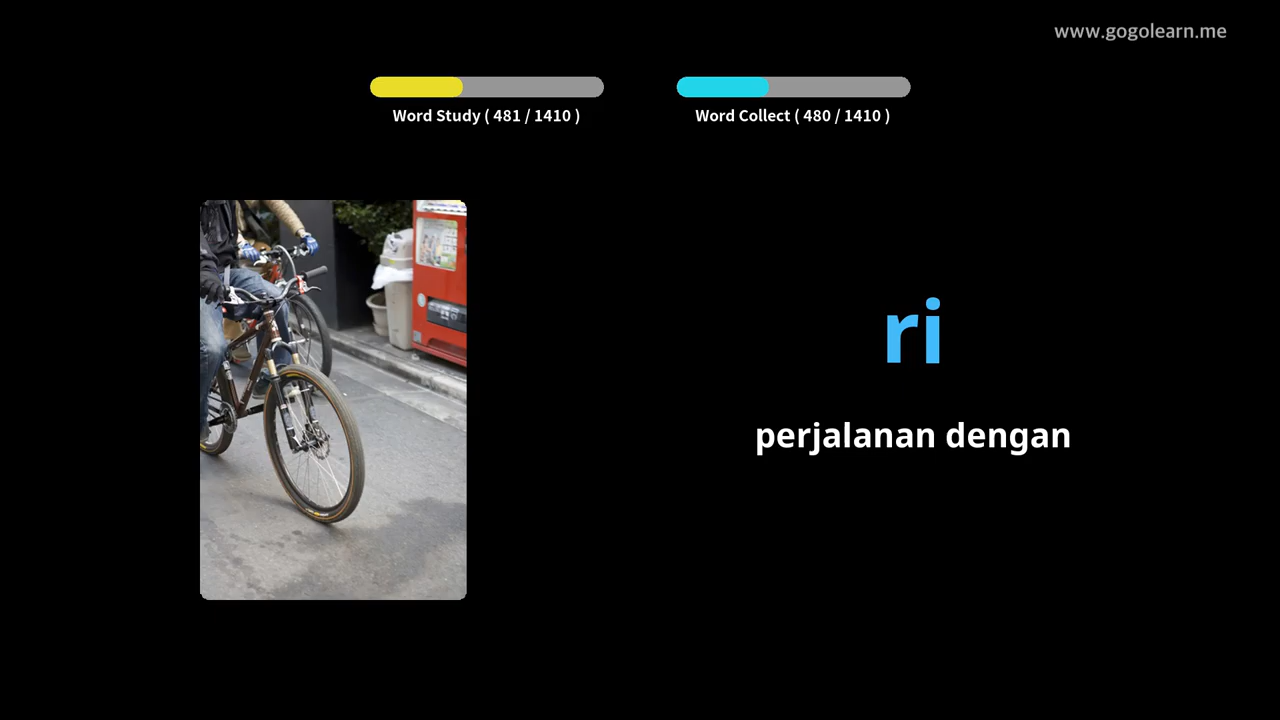 www.gogolearn.me
Word Study ( 481 / 1410 )
Word Collect ( 480 / 1410 )
ri
perjalanan dengan